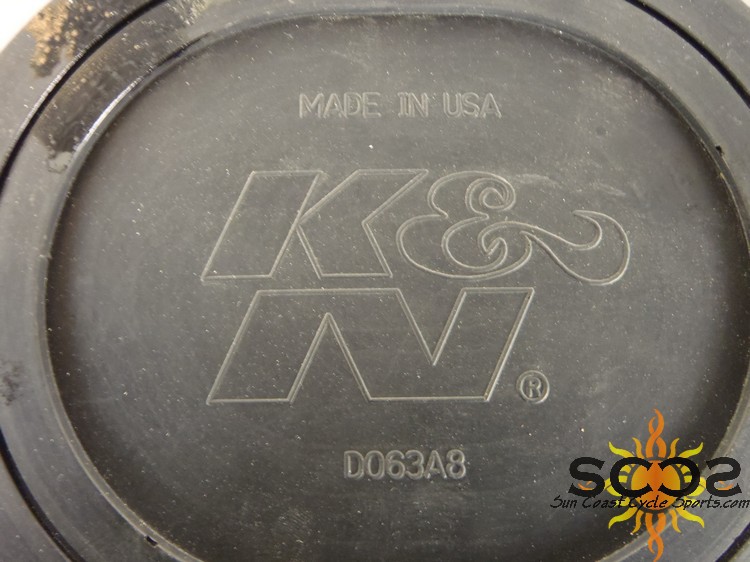 MADE IN USA
K&
N®
D063A8
SCCS
Sun Coast Cycle Sports.com